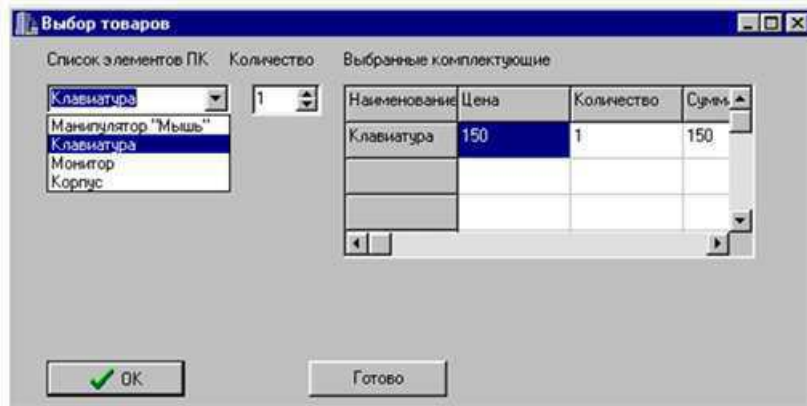 Выбор товаров
Список элементов ПК Количество Выбранные комплектующие
Клавиатура 1
Манипулятор "Мышь"
Клавиатура
Монитор
Корпус
Наименование Цена Количество Сумм
Клавиатура 150 1 150
OK Готово